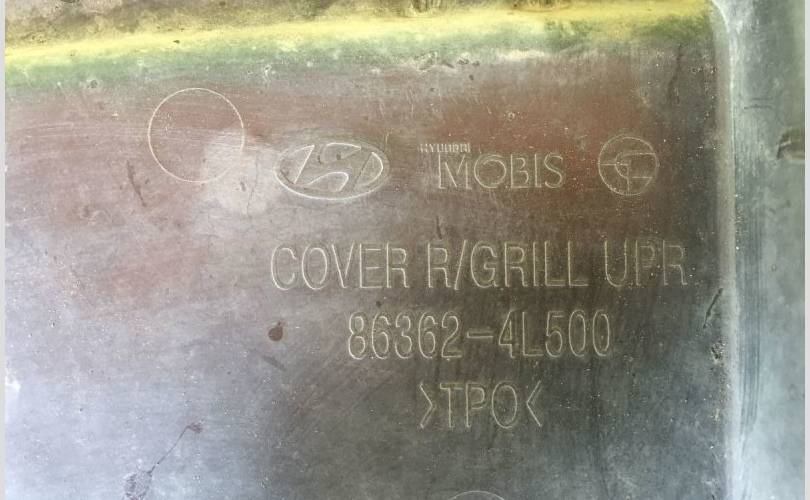 HYUNDAI
MOBIS
COVER R/GRILL UPR
86362-4L500
>TPO<